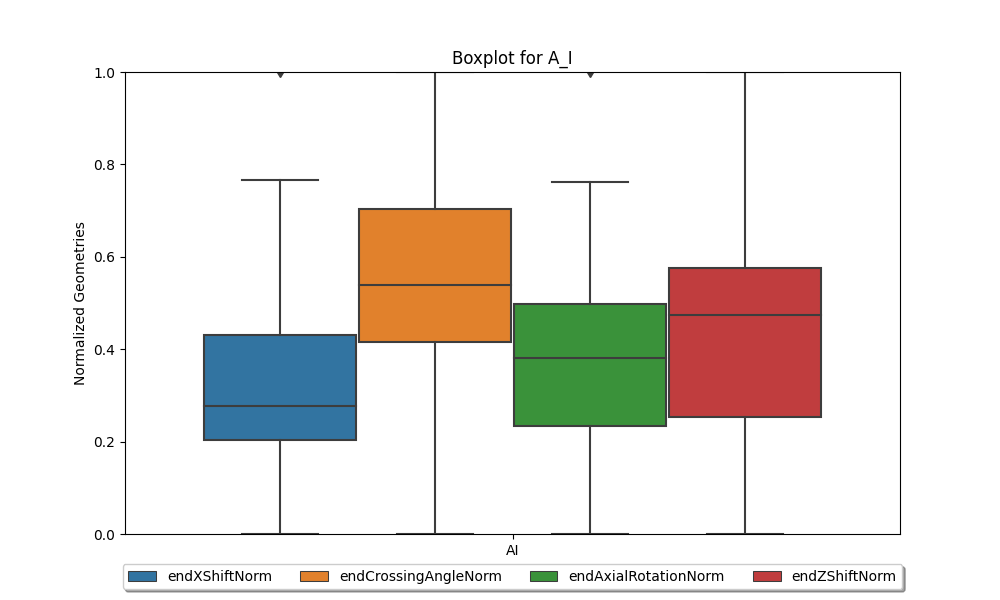 Boxplot for A_I
1.0
0.8
0.6
0.4
0.2
0.0
Normalized Geometries
AI
endXShiftNorm endCrossingAngleNorm endAxialRotationNorm endZShiftNorm